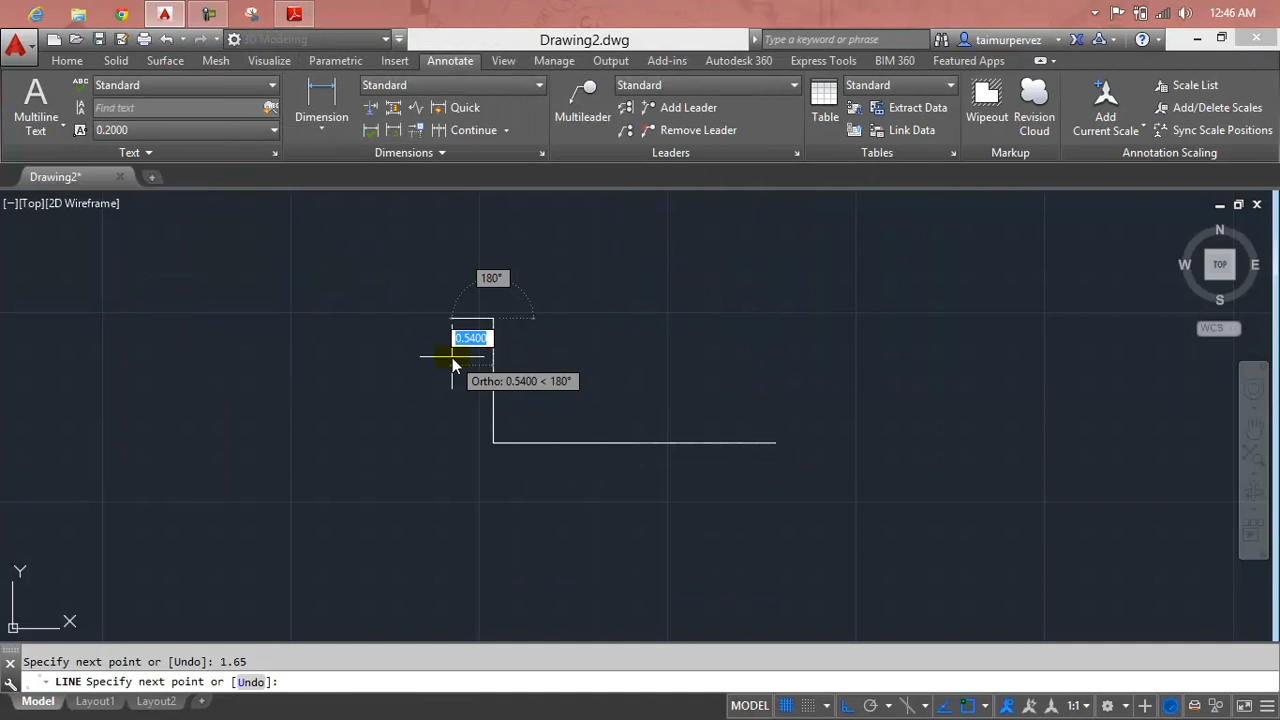 12:46 AM
3D Modeling
Drawing2.dwg
Type a keyword or phrase
taimurpervez
Home Solid Surface Mesh Visualize Parametric Insert Annotate View Manage Output Add-ins Autodesk 360 Express Tools BIM 360 Featured Apps
Standard
Standard
Standard
Standard
Scale List
Find text
Quick
Add Leader
Extract Data
Add/Delete Scales
Multiline Text
0.2000
Dimension
Continue
Multileader
Remove Leader
Table
Link Data
Wipeout
Revision Cloud
Add Current Scale
Sync Scale Positions
Text
Dimensions
Leaders
Tables
Markup
Annotation Scaling
Drawing2*
[−][Top][2D Wireframe]
N
W
TOP
E
S
WCS
180°
0.5400
Ortho: 0.5400 < 180°
Y
X
Specify next point or [Undo]: 1.65
LINE Specify next point or [Undo]:
Model Layout1 Layout2
MODEL
1:1